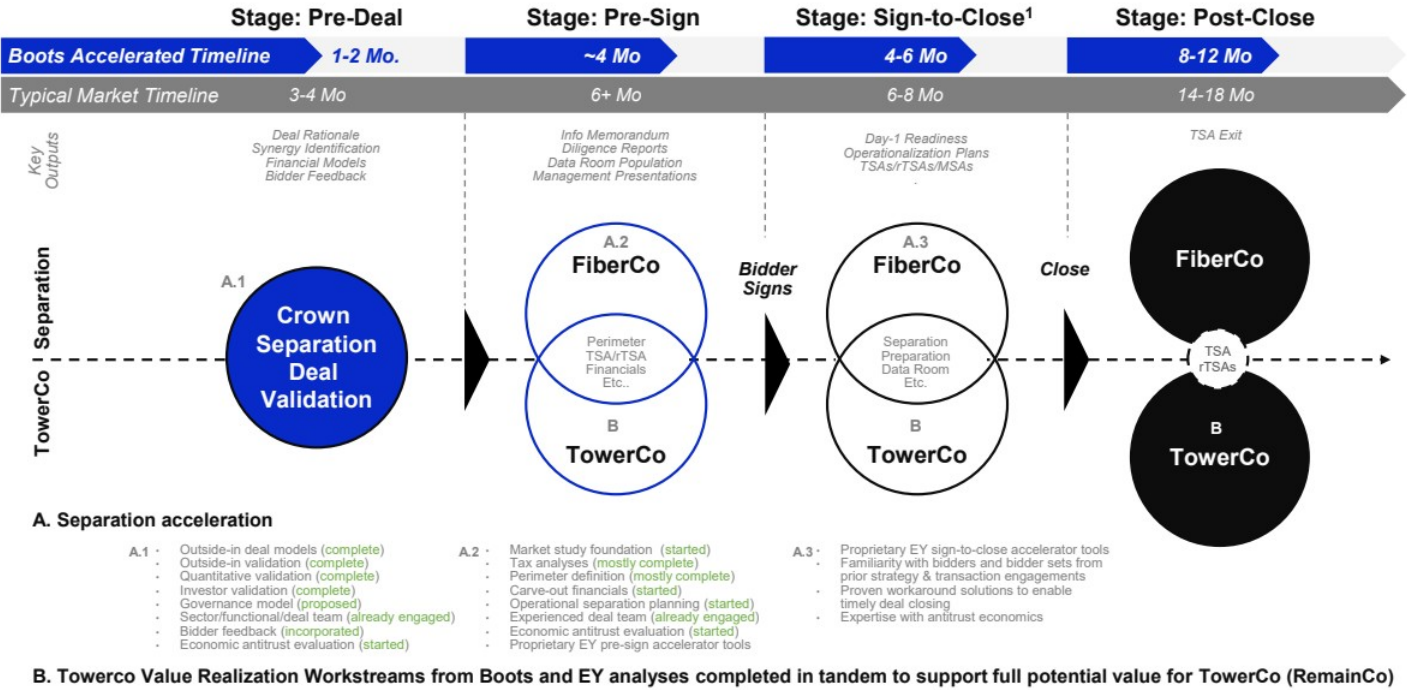 Stage: Pre-Deal
Stage: Pre-Sign
Stage: Sign-to-Close¹
Stage: Post-Close
Boots Accelerated Timeline
1-2 Mo.
~4 Mo
4-6 Mo
8-12 Mo
Typical Market Timeline
3-4 Mo
6+ Mo
6-8 Mo
14-18 Mo
Key
Outputs
Deal Rationale
Synergy Identification
Financial Models
Bidder Feedback
Info Memorandum
Diligence Reports
Data Room Population
Management Presentations
Day-1 Readiness
Operationalization Plans
TSAs/rTSAs/MSAs
.
TSA Exit
TowerCo Separation
A.1
Crown
Separation
Deal
Validation
A.2
FiberCo
Perimeter
TSA/rTSA
Financials
Etc..
B
TowerCo
Bidder
Signs
A.3
FiberCo
Separation
Preparation
Data Room
Etc.
B
TowerCo
Close
FiberCo
TSA
rTSAs
B
TowerCo
A. Separation acceleration
A.1
· Outside-in deal models (complete)
· Outside-in validation (complete)
· Quantitative validation (complete)
· Investor validation (complete)
· Governance model (proposed)
· Sector/functional/deal team (already engaged)
· Bidder feedback (incorporated)
· Economic antitrust evaluation (started)
A.2
· Market study foundation (started)
· Tax analyses (mostly complete)
· Perimeter definition (mostly complete)
· Carve-out financials (started)
· Operational separation planning (started)
· Experienced deal team (already engaged)
· Economic antitrust evaluation (started)
· Proprietary EY pre-sign accelerator tools
A.3
· Proprietary EY sign-to-close accelerator tools
· Familiarity with bidders and bidder sets from
prior strategy & transaction engagements
· Proven workaround solutions to enable
timely deal closing
· Expertise with antitrust economics
B. Towerco Value Realization Workstreams from Boots and EY analyses completed in tandem to support full potential value for TowerCo (RemainCo)